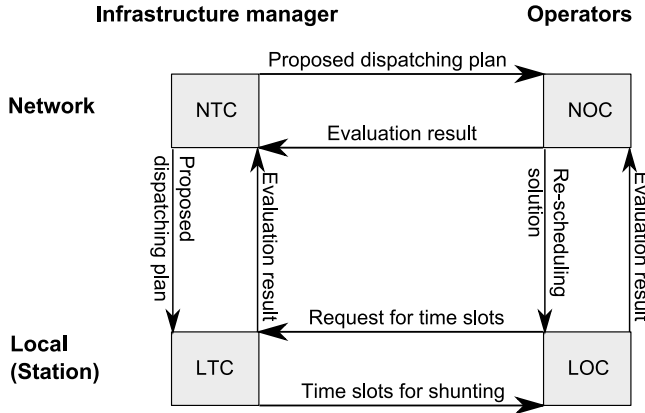 Infrastructure manager
Operators
Proposed dispatching plan
Network
NTC
NOC
Evaluation result
Proposed
dispatching plan
Evaluation result
Re-scheduling
solution
Evaluation result
Request for time slots
Local
(Station)
LTC
LOC
Time slots for shunting